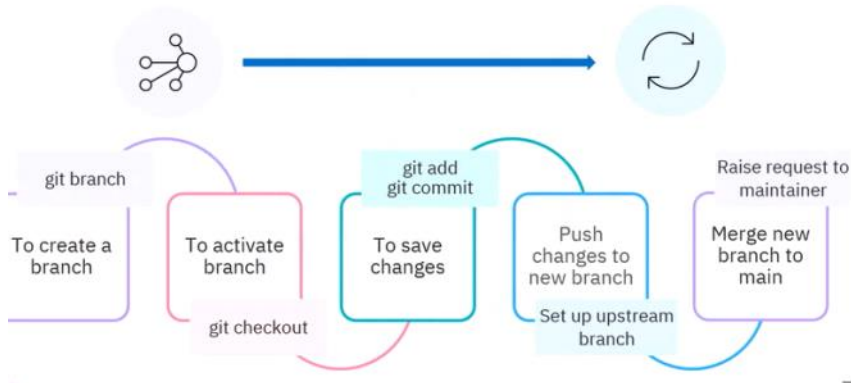 git branch
To create a
branch
To activate
branch
git checkout
git add
git commit
To save
changes
Push
changes to
new branch
Set up upstream
branch
Raise request to
maintainer
Merge new
branch to
main